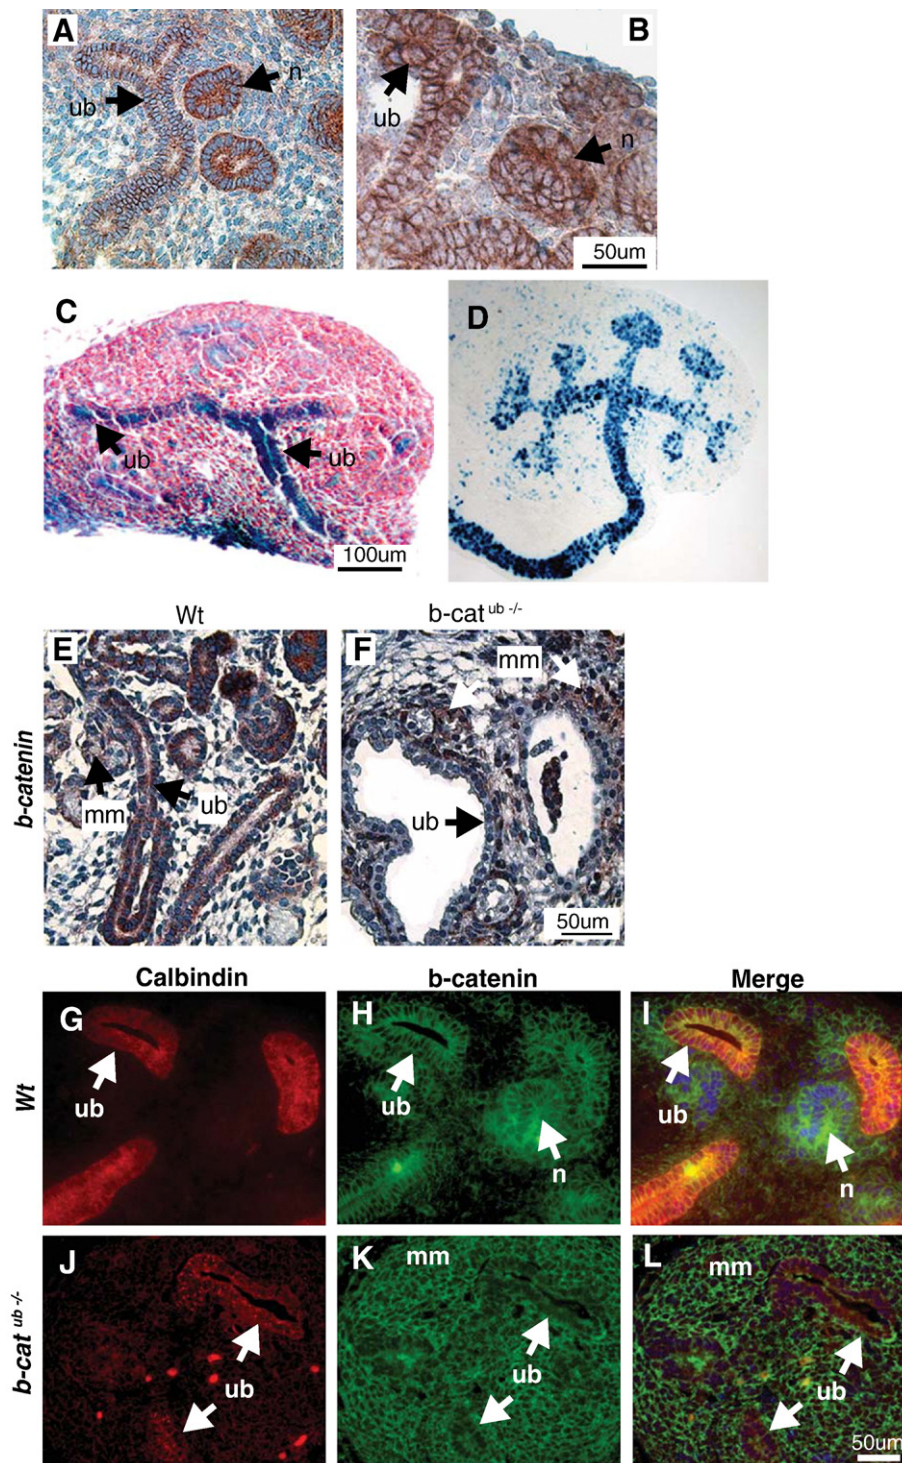 A
n
ub
B
ub
n
50um
C
ub
ub
100um
D
Wt
b-cat ub -/-
b-catenin
E
mm
ub
F
mm
ub
50um
Calbindin
b-catenin
Merge
Wt
G
ub
H
ub
n
I
ub
n
b-cat ub -/-
J
ub
K
mm
ub
L
mm
ub
50um